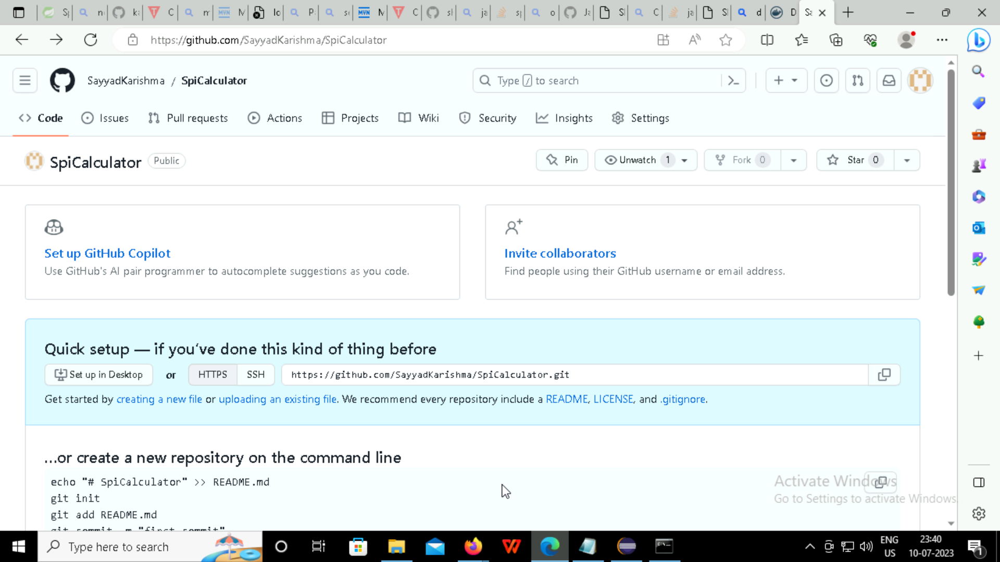 https://github.com/SayyadKarishma/SpiCalculator
SayyadKarishma / SpiCalculator
Type / to search
Code
Issues
Pull requests
Actions
Projects
Wiki
Security
Insights
Settings
SpiCalculator
Public
Pin
Unwatch 1
Fork 0
Star 0
Set up GitHub Copilot
Use GitHub's AI pair programmer to autocomplete suggestions as you code.
Invite collaborators
Find people using their GitHub username or email address.
Quick setup — if you've done this kind of thing before
Set up in Desktop
or
HTTPS
SSH
https://github.com/SayyadKarishma/SpiCalculator.git
Get started by creating a new file or uploading an existing file. We recommend every repository include a README, LICENSE, and .gitignore.
…or create a new repository on the command line
echo "# SpiCalculator" >> README.md
git init
git add README.md
git commit -m "first commit"
Activate Windows
Go to Settings to activate Windows.
Type here to search
ENG
US
23:40
10-07-2023
1